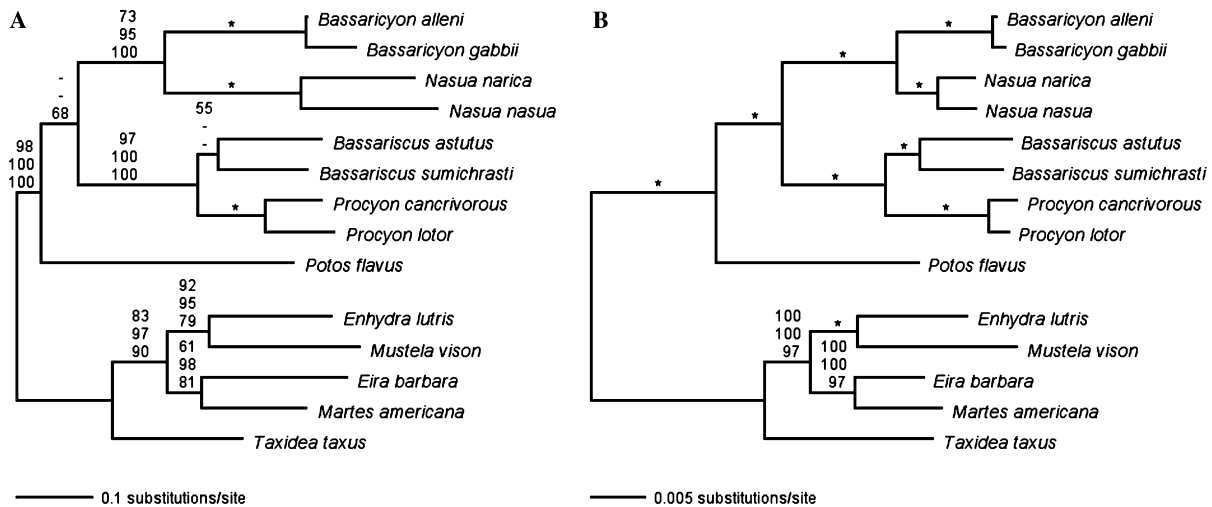 A
73
95
100
*
Bassaricyon alleni
Bassaricyon gabbii
-
-
68
*
Nasua narica
Nasua nasua
98
100
100
97
100
100
55
-
-
Bassariscus astutus
Bassariscus sumichrasti
*
Procyon cancrivorous
Procyon lotor
Potos flavus
83
97
90
92
95
79
Enhydra lutris
Mustela vison
61
98
81
Eira barbara
Martes americana
Taxidea taxus
0.1 substitutions/site
B
*
*
Bassaricyon alleni
Bassaricyon gabbii
*
Nasua narica
Nasua nasua
*
*
*
*
Bassariscus astutus
Bassariscus sumichrasti
*
Procyon cancrivorous
Procyon lotor
Potos flavus
100
100
97
*
Enhydra lutris
Mustela vison
100
100
97
Eira barbara
Martes americana
Taxidea taxus
0.005 substitutions/site